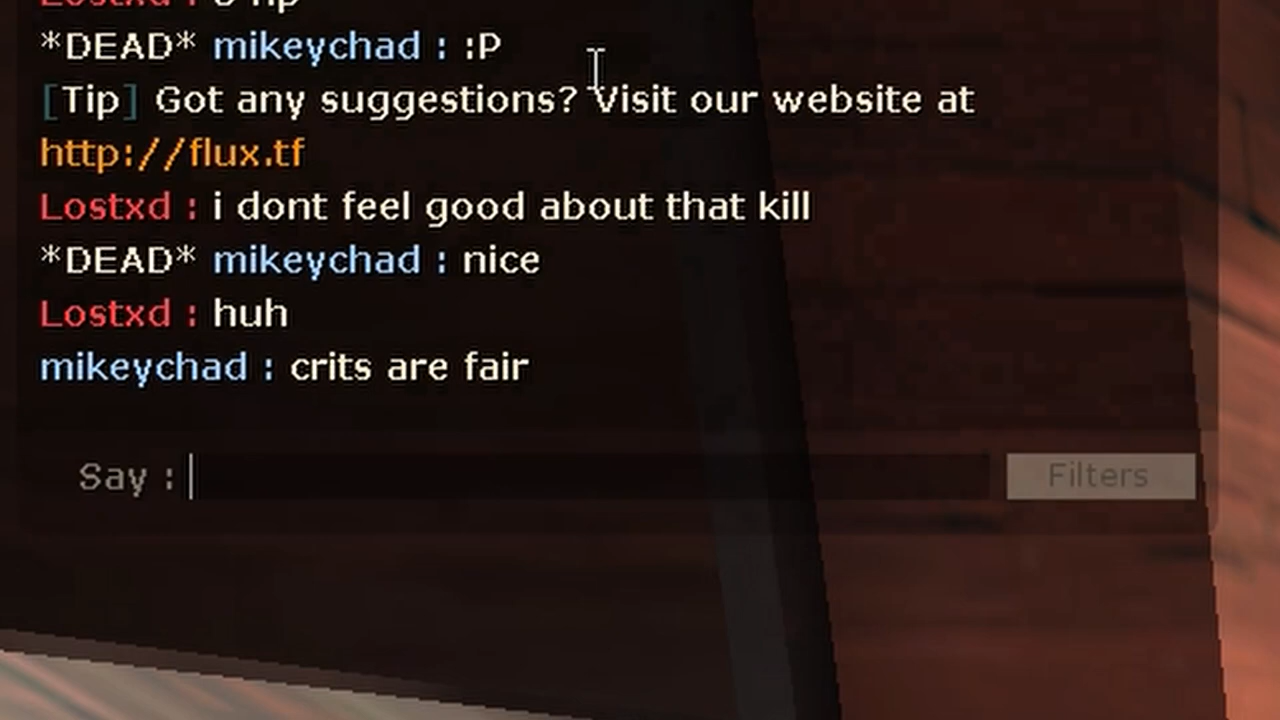 Lostxd :
*DEAD* mikeychad : :P
[Tip] Got any suggestions? Visit our website at
http://flux.tf
Lostxd : i dont feel good about that kill
*DEAD* mikeychad : nice
Lostxd : huh
mikeychad : crits are fair
Say :
Filters